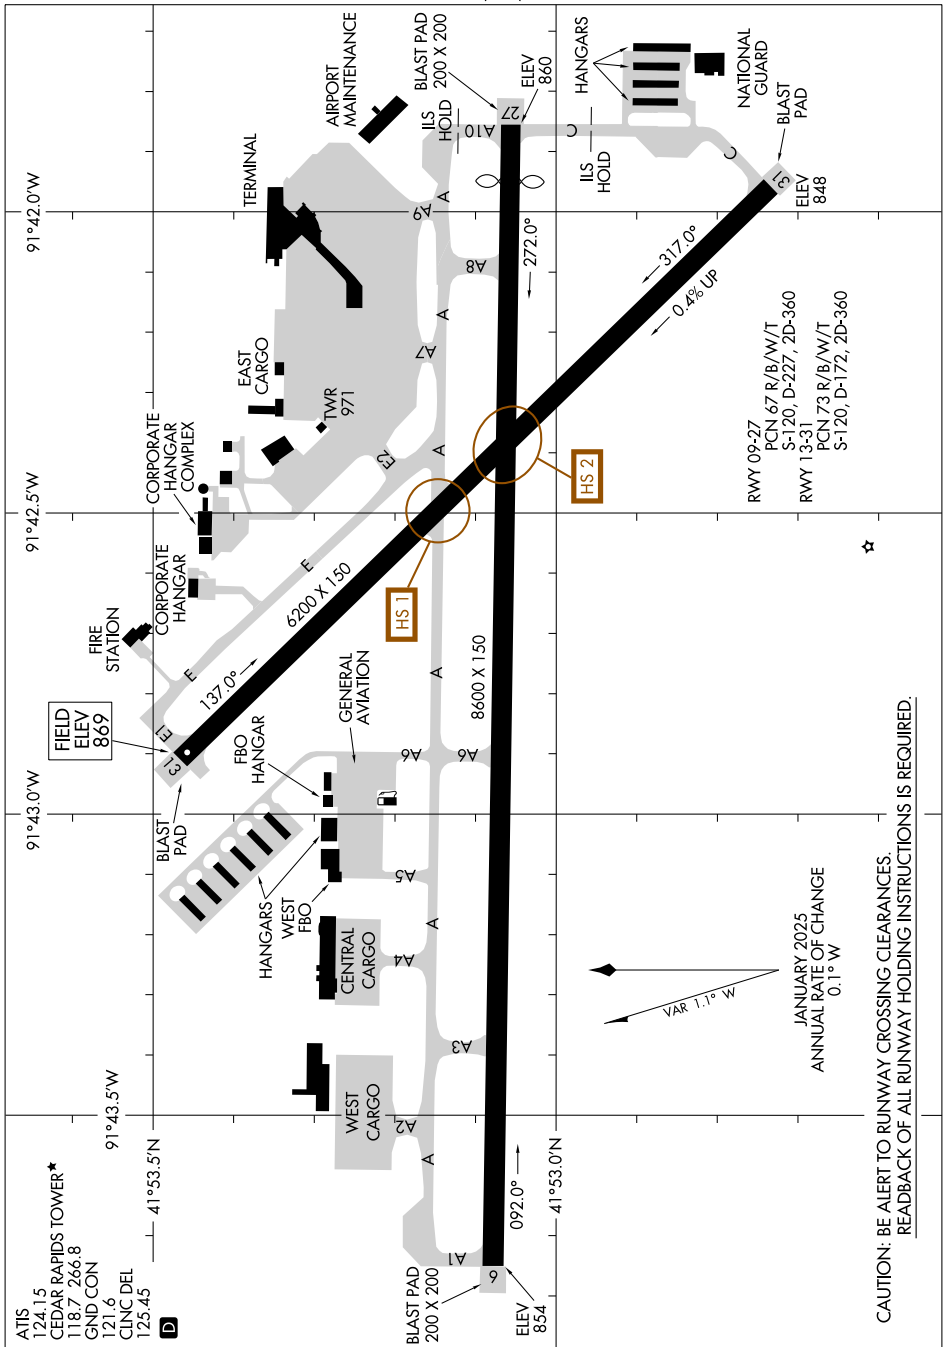 ATIS
124.15
CEDAR RAPIDS TOWER★
118.7 266.8
GND CON
121.6
CLNC DEL
125.45
D
91°43.5'W
91°43.0'W
91°42.5'W
91°42.0'W
41°53.5'N
41°53.0'N
FIELD
ELEV
869
FIRE
STATION
CORPORATE
HANGAR
CORPORATE
HANGAR
COMPLEX
EAST
CARGO
TWR
971
TERMINAL
AIRPORT
MAINTENANCE
BLAST PAD
200 X 200
ILS
HOLD
ELEV
860
HANGARS
NATIONAL
GUARD
BLAST
PAD
ILS
HOLD
ELEV
848
BLAST
PAD
13
E1
E
E
E2
137.0°
6200 X 150
FBO
HANGAR
GENERAL
AVIATION
HANGARS
WEST
FBO
CENTRAL
CARGO
WEST
CARGO
A1
A
A2
A3
A4
A
A5
A6
A6
A
A
A7
A
A8
A9
A
A10
C
C
HS 1
HS 2
9
27
31
092.0°
8600 X 150
272.0°
317.0°
0.4% UP
BLAST PAD
200 X 200
ELEV
854
RWY 09-27
PCN 67 R/B/W/T
S-120, D-227, 2D-360
RWY 13-31
PCN 73 R/B/W/T
S-120, D-172, 2D-360
VAR 1.1° W
JANUARY 2025
ANNUAL RATE OF CHANGE
0.1° W
CAUTION: BE ALERT TO RUNWAY CROSSING CLEARANCES.
READBACK OF ALL RUNWAY HOLDING INSTRUCTIONS IS REQUIRED.